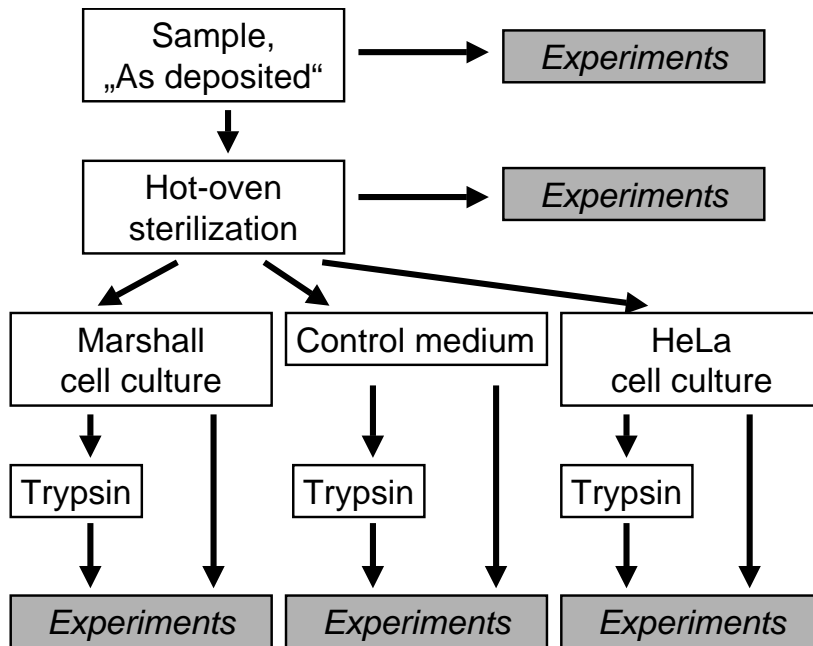 Sample,
„As deposited“
Experiments
Hot-oven
sterilization
Experiments
Marshall
cell culture
Control medium
HeLa
cell culture
Trypsin
Trypsin
Trypsin
Experiments
Experiments
Experiments